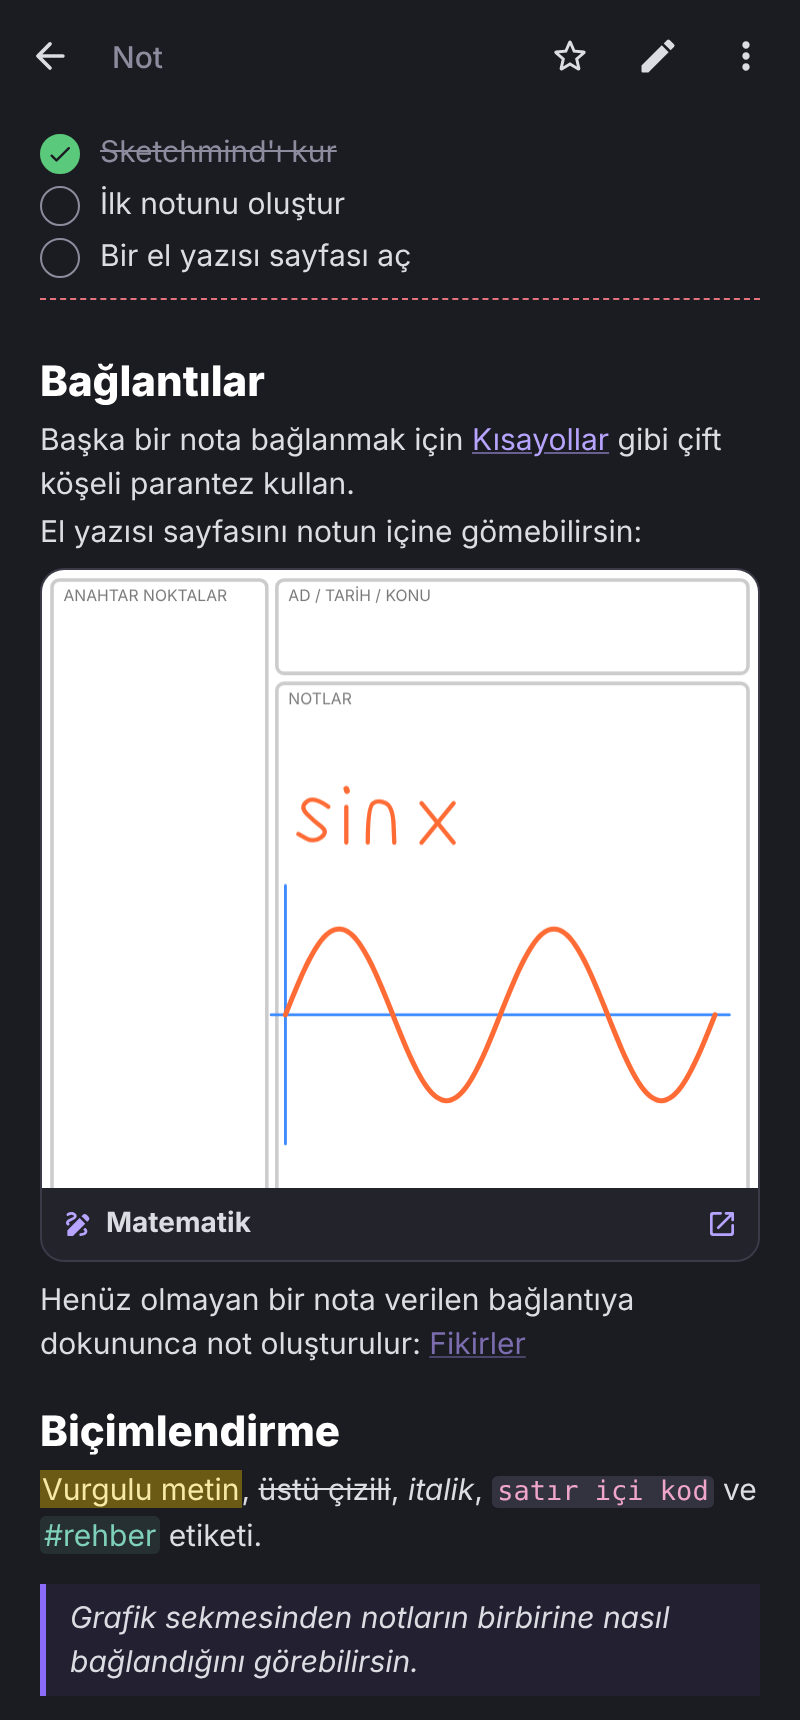 Not
Sketchmind'ı kur
İlk notunu oluştur
Bir el yazısı sayfası aç
Bağlantılar
Başka bir nota bağlanmak için Kısayollar gibi çift
köşeli parantez kullan.
El yazısı sayfasını notun içine gömebilirsin:
ANAHTAR NOKTALAR
AD / TARİH / KONU
NOTLAR
sin x
Matematik
Henüz olmayan bir nota verilen bağlantıya
dokununca not oluşturulur: Fikirler
Biçimlendirme
Vurgulu metin, üstü çizili, italik, satır içi kod ve
#rehber etiketi.
Grafik sekmesinden notların birbirine nasıl
bağlandığını görebilirsin.